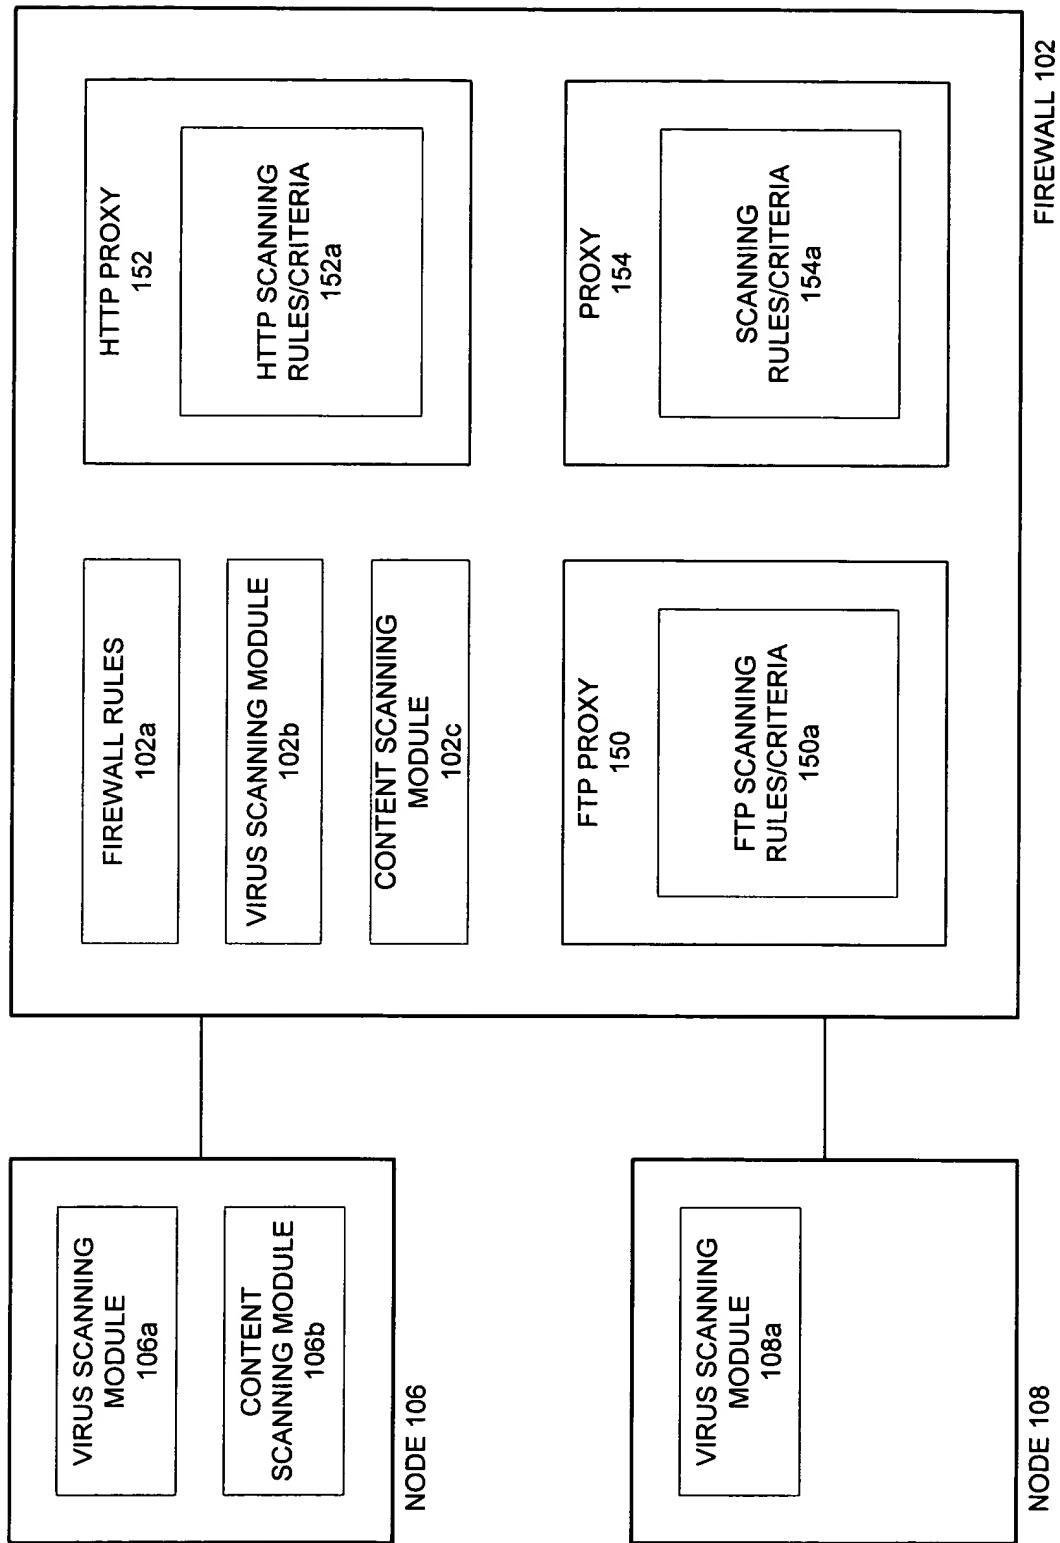 VIRUS SCANNING
MODULE
106a
CONTENT
SCANNING MODULE
106b
NODE 106
VIRUS SCANNING
MODULE
108a
NODE 108
FIREWALL RULES
102a
VIRUS SCANNING MODULE
102b
CONTENT SCANNING
MODULE
102c
HTTP PROXY
152
HTTP SCANNING
RULES/CRITERIA
152a
FTP PROXY
150
FTP SCANNING
RULES/CRITERIA
150a
PROXY
154
SCANNING
RULES/CRITERIA
154a
FIREWALL 102